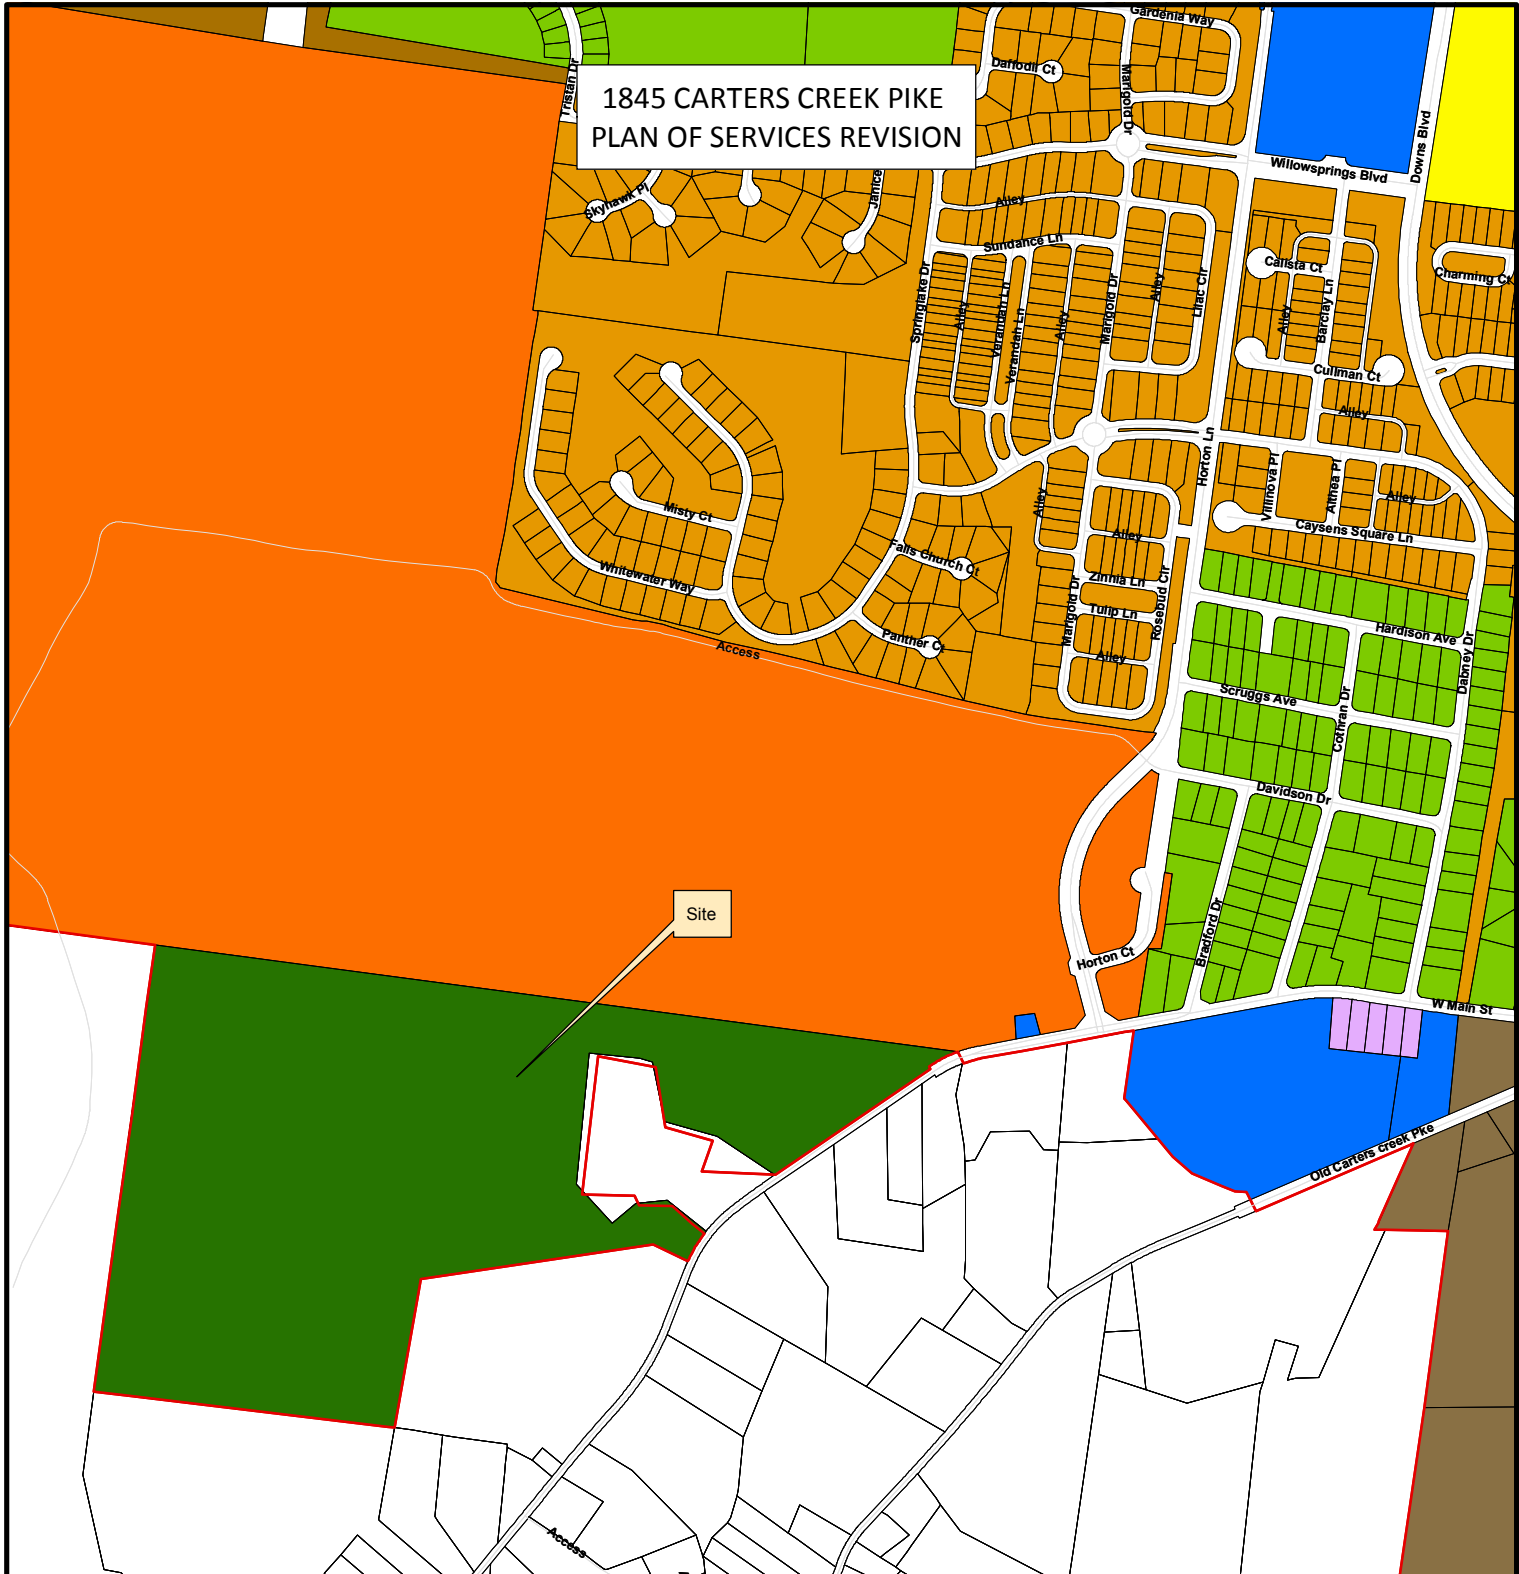 Gardenia Way
Daffodil Ct
Marigold Dr
Tristan Dr
1845 CARTERS CREEK PIKE
PLAN OF SERVICES REVISION
Downs Blvd
Willowsprings Blvd
Skyhawk Pl
Janice
Alley
Sundance Ln
Calista Ct
Charming Ct
Springlake Dr
Alley
Verandah Ln
Verandah Ln
Alley
Marigold Dr
Alley
Lilac Cir
Alley
Barclay Ln
Cullman Ct
Alley
Horton Ln
Villinova Pl
Althea Pl
Alley
Caysens Square Ln
Misty Ct
Alley
Alley
Falls Church Ct
Whitewater Way
Zinnia Ln
Tulip Ln
Marigold Dr
Rosebud Cir
Alley
Panther Ct
Access
Hardison Ave
Dabney Dr
Scruggs Ave
Cothran Dr
Davidson Dr
Site
Bradford Dr
Horton Ct
W Main St
Old Carters creek Pke
Access